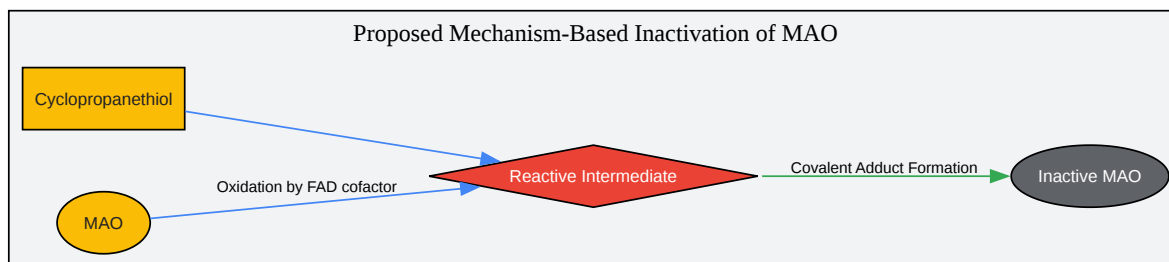 Proposed Mechanism-Based Inactivation of MAO
Cyclopropanethiol
Oxidation by FAD cofactor
MAO
Reactive Intermediate
Covalent Adduct Formation
Inactive MAO